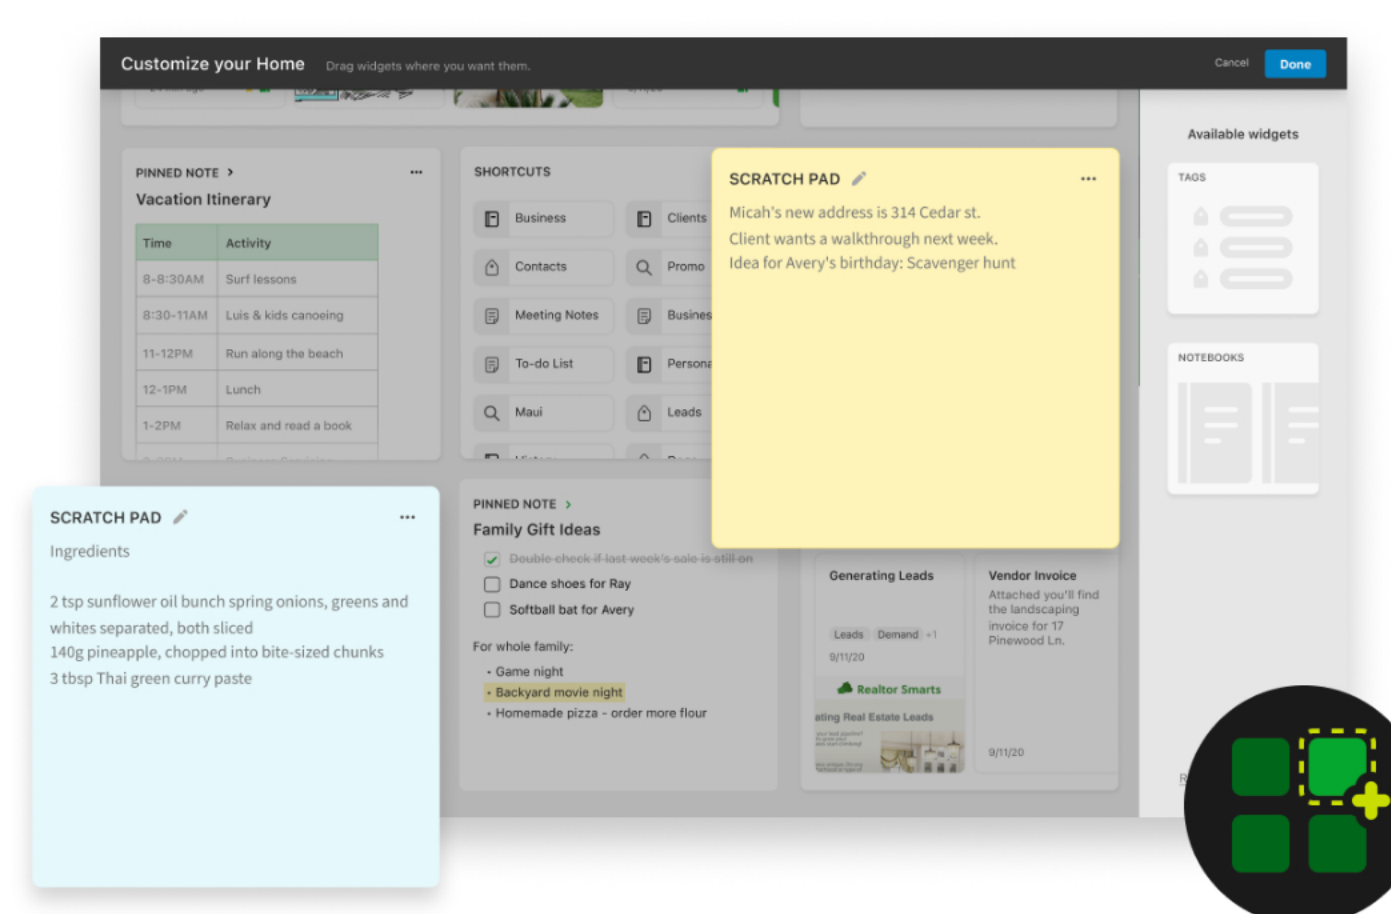 Customize your Home
Drag widgets where you want them.
Cancel
Done
PINNED NOTE >
Vacation Itinerary
Time Activity
8-8:30AM Surf lessons
8:30-11AM Luis & kids canoeing
11-12PM Run along the beach
12-1PM Lunch
1-2PM Relax and read a book
SHORTCUTS
Business Clients
Contacts Promo
Meeting Notes Busines
To-do List Persona
Maui Leads
SCRATCH PAD
Micah's new address is 314 Cedar st.
Client wants a walkthrough next week.
Idea for Avery's birthday: Scavenger hunt
Available widgets
TAGS
NOTEBOOKS
SCRATCH PAD
Ingredients
2 tsp sunflower oil bunch spring onions, greens and
whites separated, both sliced
140g pineapple, chopped into bite-sized chunks
3 tbsp Thai green curry paste
PINNED NOTE >
Family Gift Ideas
Double check if last week's sale is still on
Dance shoes for Ray
Softball bat for Avery
For whole family:
• Game night
• Backyard movie night
• Homemade pizza - order more flour
Generating Leads
Leads Demand +1
9/11/20
Realtor Smarts
ating Real Estate Leads
Vendor Invoice
Attached you'll find
the landscaping
invoice for 17
Pinewood Ln.
9/11/20